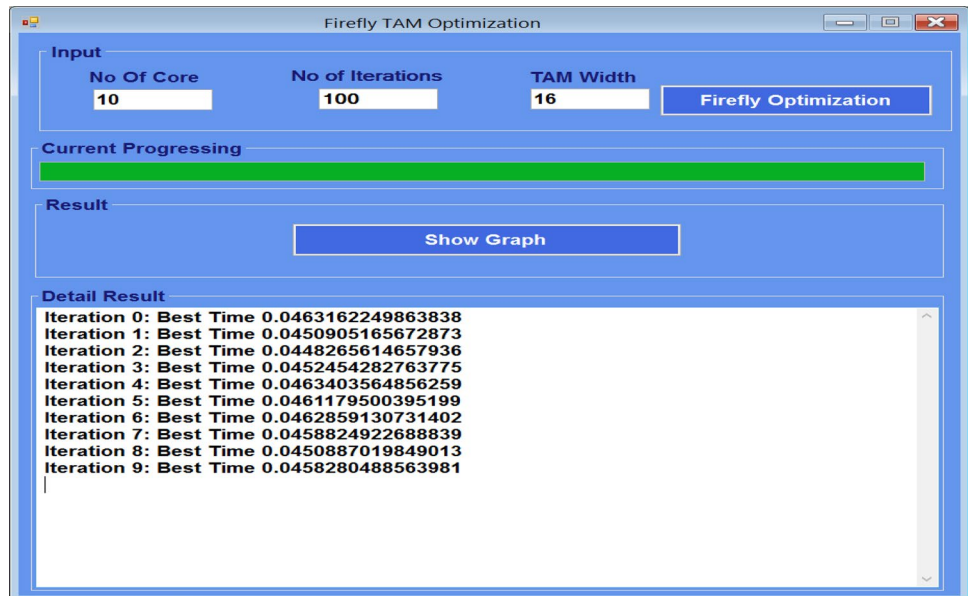 Firefly TAM Optimization
Input
No Of Core No of Iterations TAM Width
10 100 16 Firefly Optimization
Current Progressing
Result
Show Graph
Detail Result
Iteration 0: Best Time 0.0463162249863838
Iteration 1: Best Time 0.0450905165672873
Iteration 2: Best Time 0.0448265614657936
Iteration 3: Best Time 0.0452454282763775
Iteration 4: Best Time 0.0463403564856259
Iteration 5: Best Time 0.0461179500395199
Iteration 6: Best Time 0.0462859130731402
Iteration 7: Best Time 0.0458824922688839
Iteration 8: Best Time 0.0450887019849013
Iteration 9: Best Time 0.0458280488563981